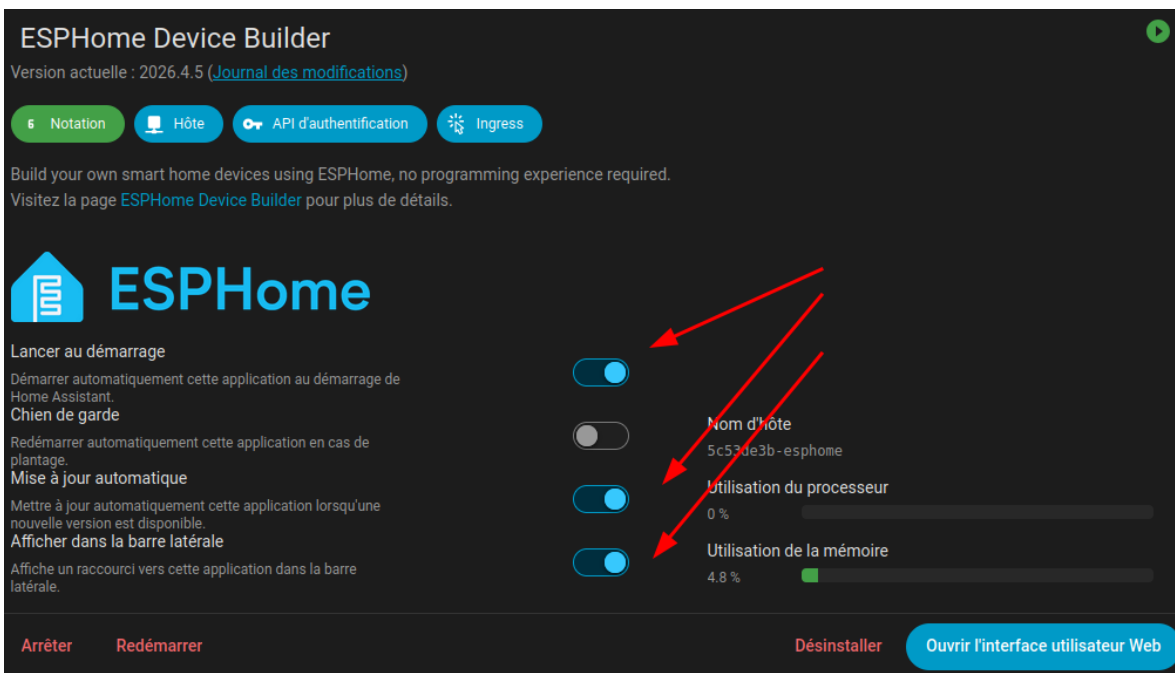 ESPHome Device Builder
Version actuelle : 2026.4.5 (Journal des modifications)
6 Notation
Hôte
API d'authentification
Ingress
Build your own smart home devices using ESPHome, no programming experience required.
Visitez la page ESPHome Device Builder pour plus de détails.
ESPHome
Lancer au démarrage
Démarrer automatiquement cette application au démarrage de
Home Assistant.
Chien de garde
Redémarrer automatiquement cette application en cas de
plantage.
Mise à jour automatique
Mettre à jour automatiquement cette application lorsqu'une
nouvelle version est disponible.
Afficher dans la barre latérale
Affiche un raccourci vers cette application dans la barre
latérale.
Nom d'hôte
5c53de3b-esphome
Utilisation du processeur
0 %
Utilisation de la mémoire
4.8 %
Arrêter
Redémarrer
Désinstaller
Ouvrir l'interface utilisateur Web